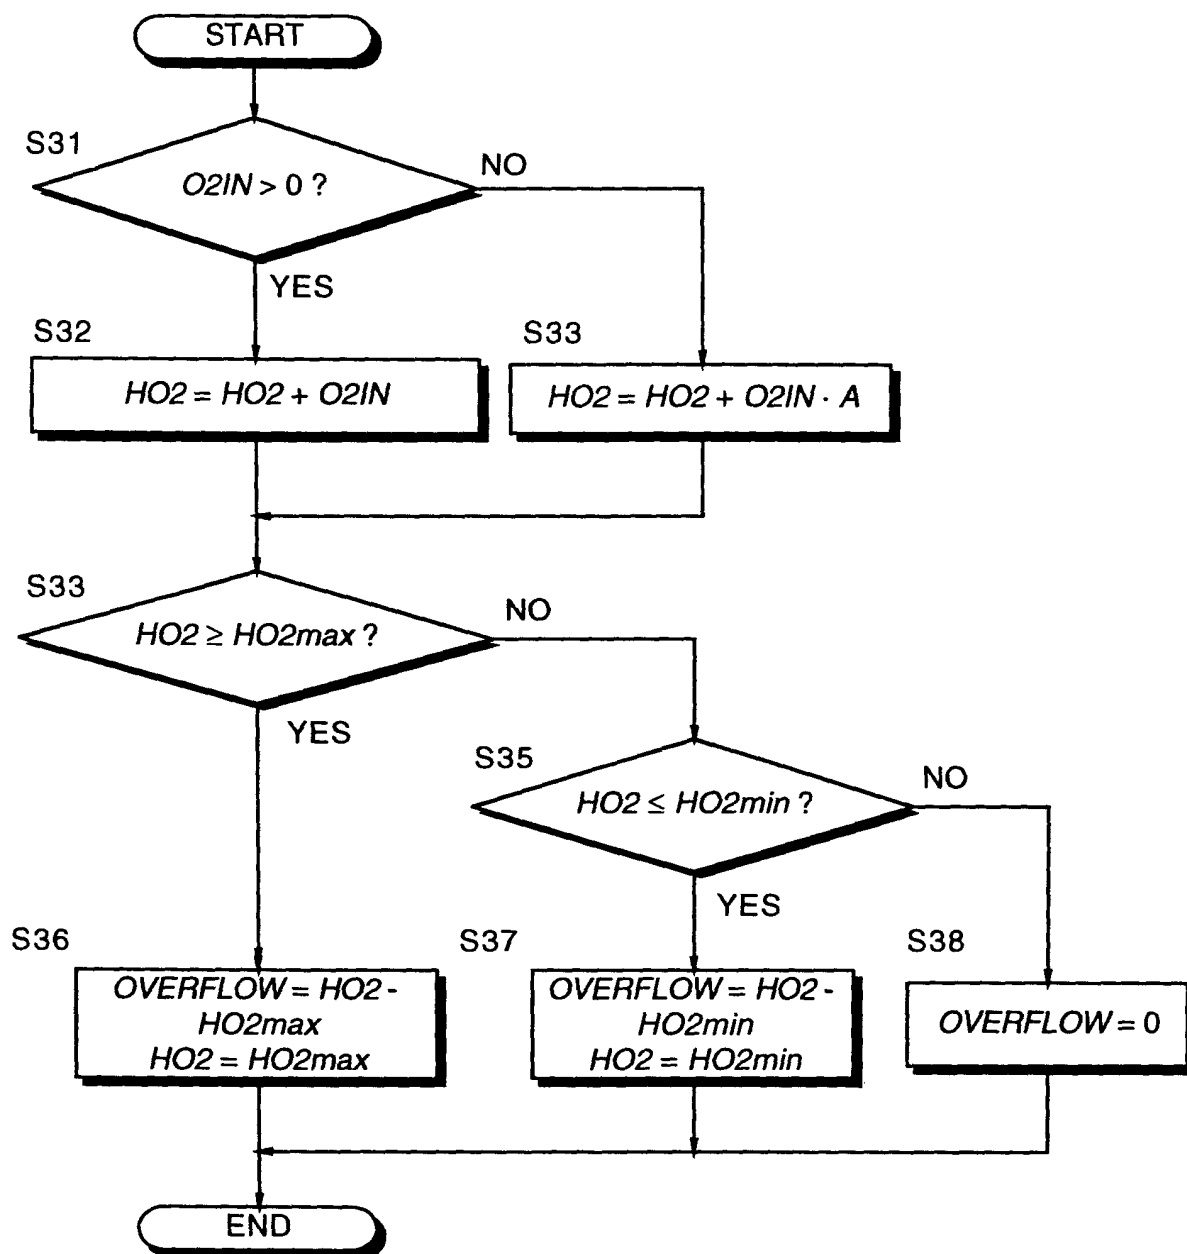 START
S31
O2IN > 0 ?
NO
YES
S32
HO2 = HO2 + O2IN
S33
HO2 = HO2 + O2IN · A
S33
HO2 ≥ HO2max ?
NO
YES
S35
HO2 ≤ HO2min ?
NO
YES
S36
OVERFLOW = HO2 -
HO2max
HO2 = HO2max
S37
OVERFLOW = HO2 -
HO2min
HO2 = HO2min
S38
OVERFLOW = 0
END